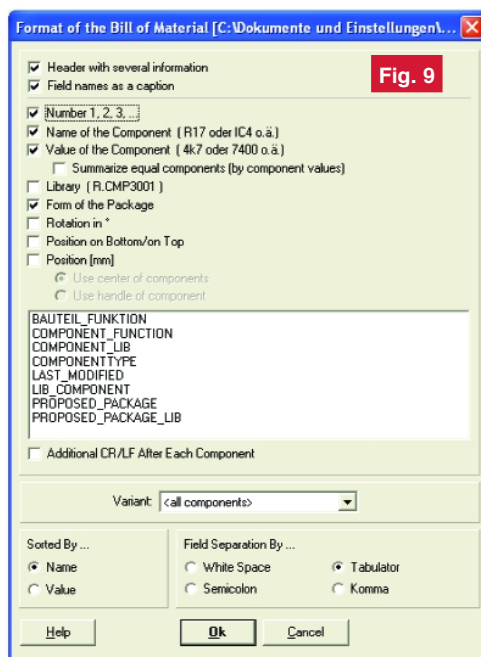 Format of the Bill of Material [C:\Dokumente und Einstellungen\...
Fig. 9
Header with several information
Field names as a caption
Number 1, 2, 3, ...
Name of the Component ( R17 oder IC4 o.ä.)
Value of the Component ( 4k7 oder 7400 o.ä.)
Summarize equal components (by component values)
Library ( R.CMP3001 )
Form of the Package
Rotation in °
Position on Bottom/on Top
Position [mm]
Use center of components
Use handle of component
BAUTEIL_FUNKTION
COMPONENT_FUNCTION
COMPONENT_LIB
COMPONENTTYPE
LAST_MODIFIED
LIB_COMPONENT
PROPOSED_PACKAGE
PROPOSED_PACKAGE_LIB
Additional CR/LF After Each Component
Variant: <all components>
Sorted By ...
Name
Value
Field Separation By ...
White Space
Tabulator
Semicolon
Komma
Help
Ok
Cancel